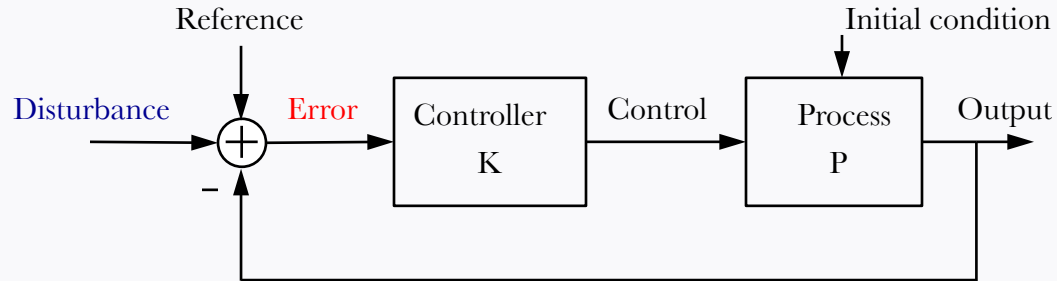 Reference
Initial condition
Disturbance
Error
Controller
K
Control
Process
P
Output
+
−